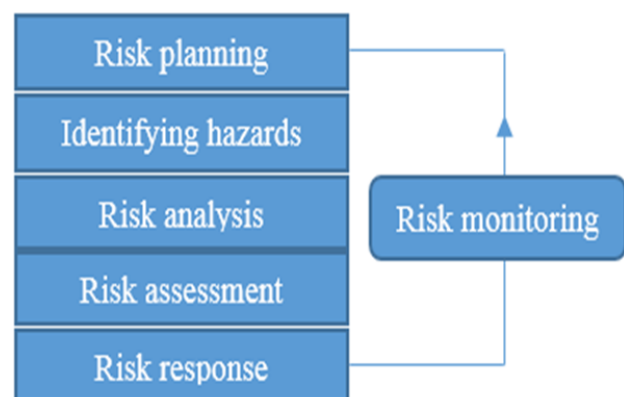 Risk planning
Identifying hazards
Risk analysis
Risk monitoring
Risk assessment
Risk response